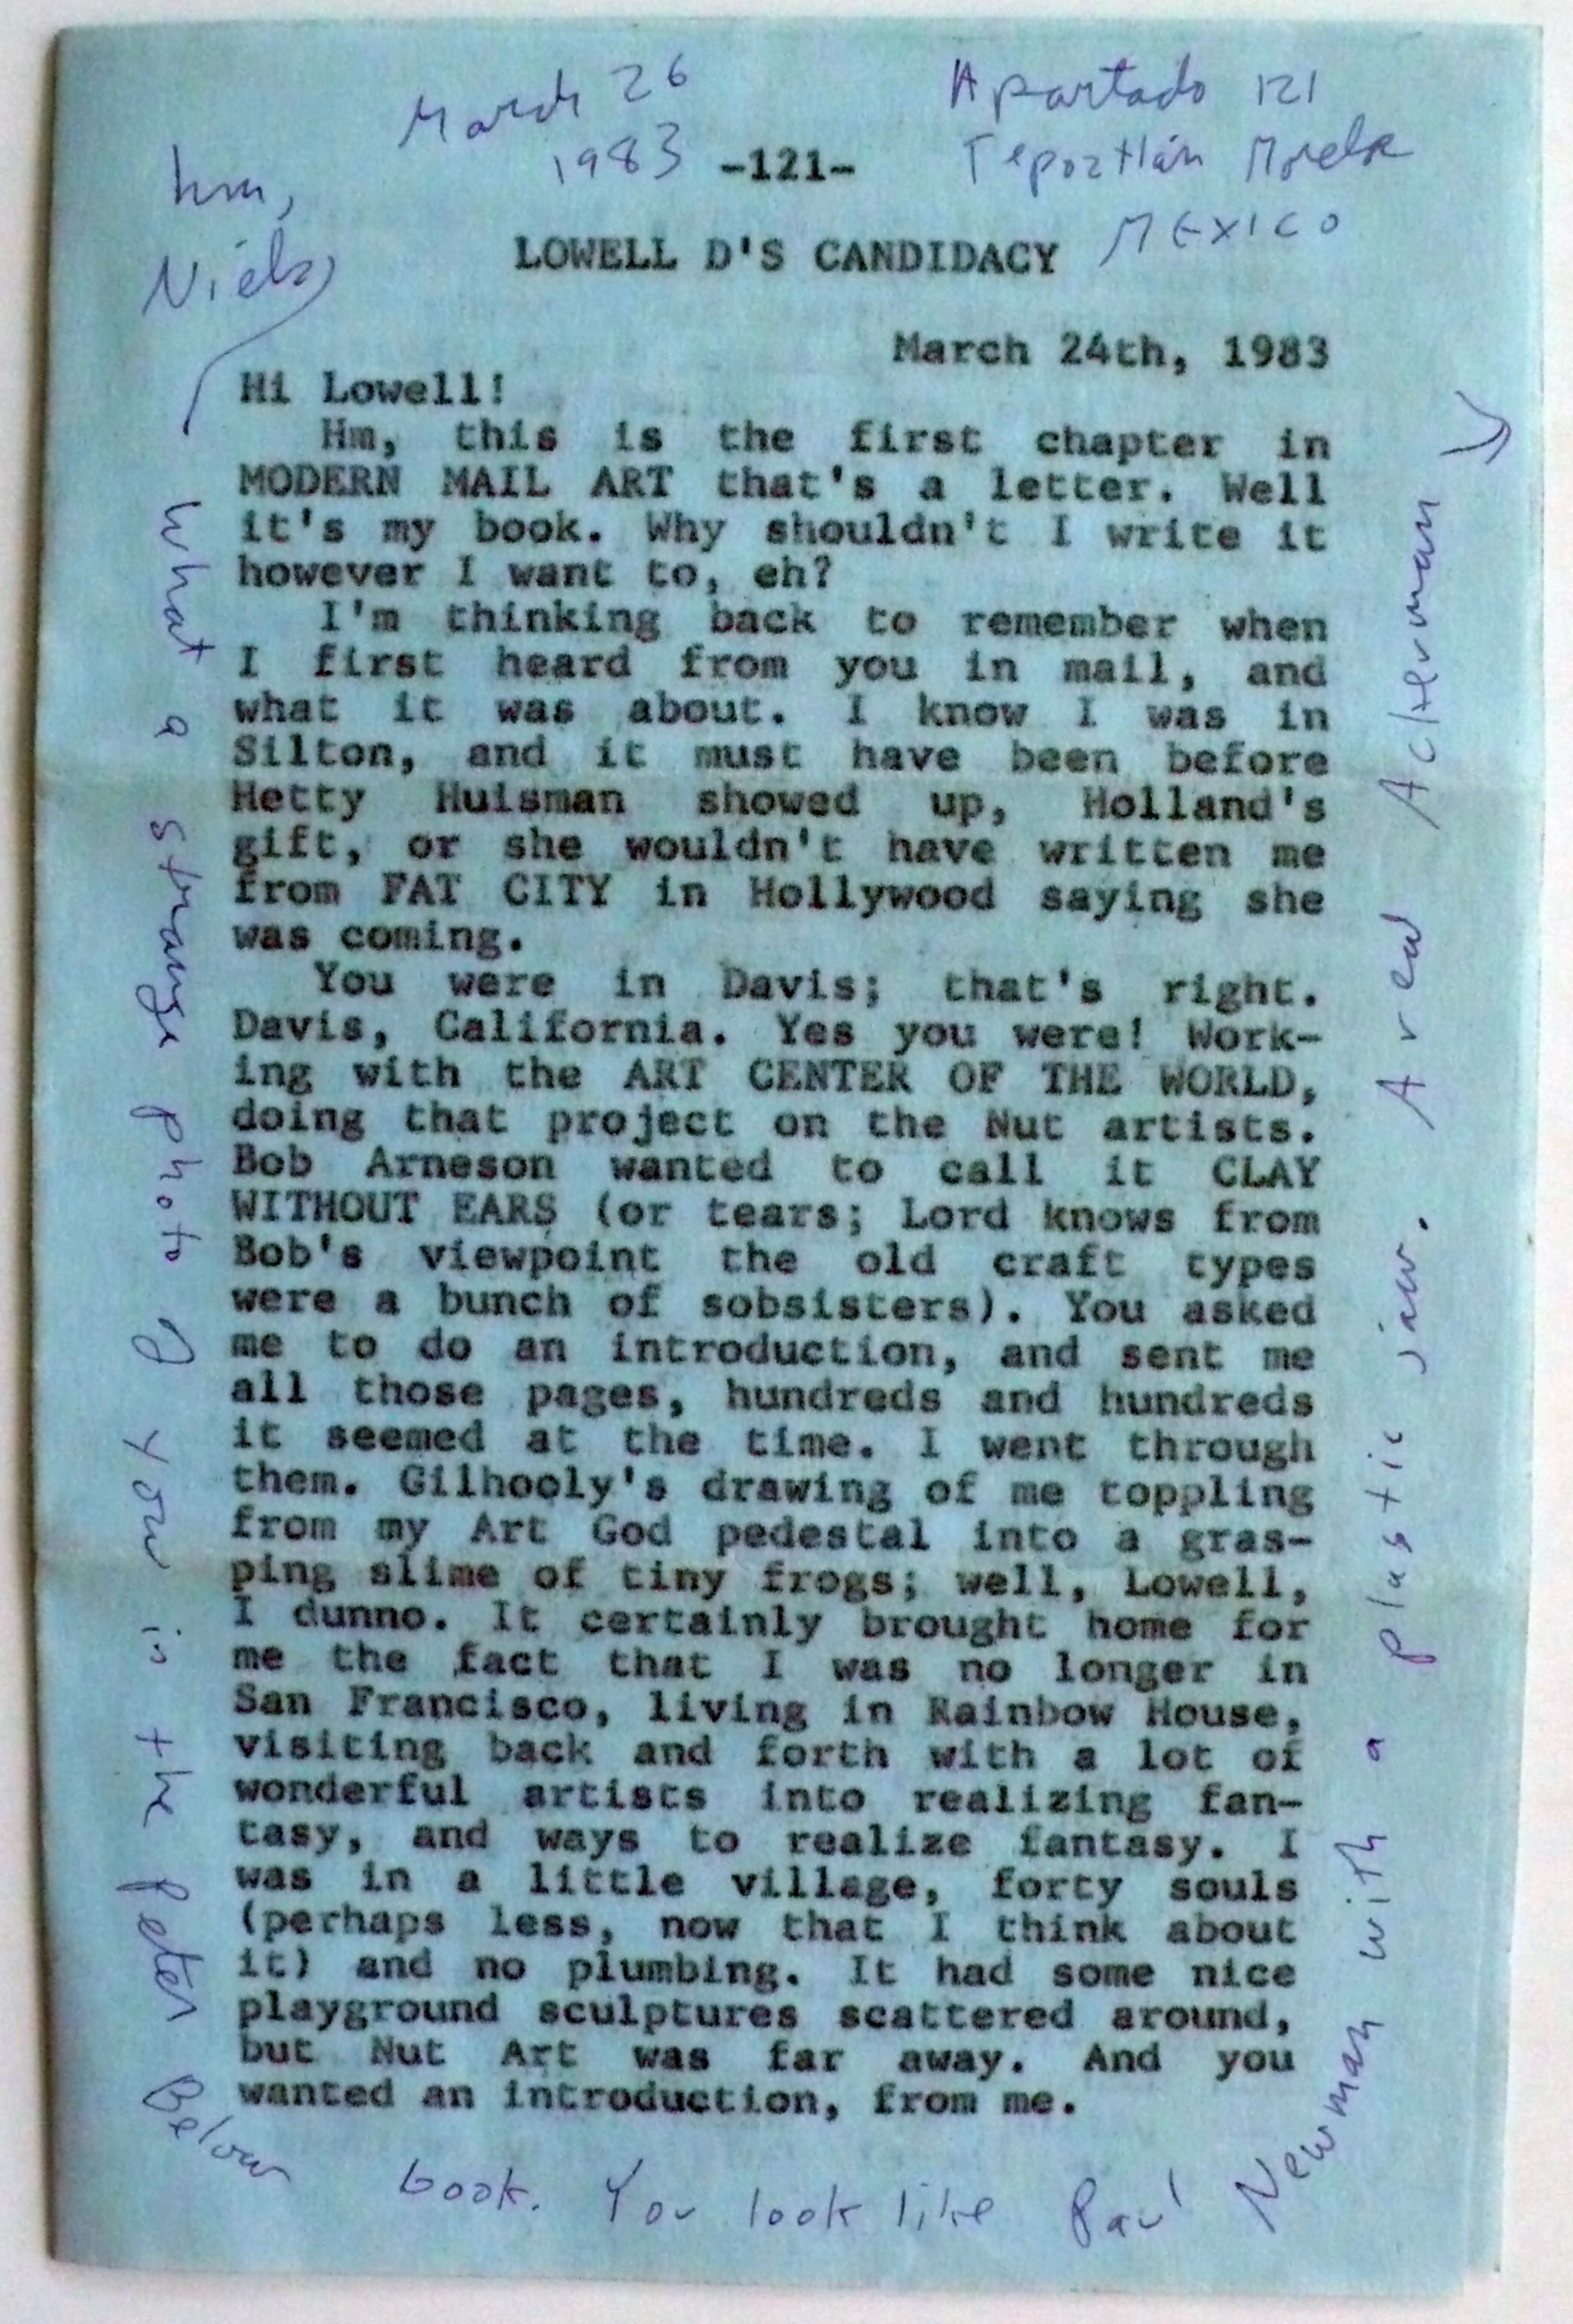 March 26
1983
Apartado 121
Tepoztlán Morelos
MEXICO
-121-
LOWELL D'S CANDIDACY
March 24th, 1983
Hi Lowell!
Hm, this is the first chapter in
MODERN MAIL ART that's a letter. Well
it's my book. Why shouldn't I write it
however I want to, eh?
I'm thinking back to remember when
I first heard from you in mail, and
what it was about. I know I was in
Silton, and it must have been before
Hetty Huisman showed up, Holland's
gift, or she wouldn't have written me
from FAT CITY in Hollywood saying she
was coming.
You were in Davis; that's right.
Davis, California. Yes you were! Work-
ing with the ART CENTER OF THE WORLD,
doing that project on the Nut artists.
Bob Arneson wanted to call it CLAY
WITHOUT EARS (or tears; Lord knows from
Bob's viewpoint the old craft types
were a bunch of sobsisters). You asked
me to do an introduction, and sent me
all those pages, hundreds and hundreds
it seemed at the time. I went through
them. Gilhooly's drawing of me toppling
from my Art God pedestal into a gras-
ping slime of tiny frogs; well, Lowell,
I dunno. It certainly brought home for
me the fact that I was no longer in
San Francisco, living in Rainbow House,
visiting back and forth with a lot of
wonderful artists into realizing fan-
tasy, and ways to realize fantasy. I
was in a little village, forty souls
(perhaps less, now that I think about
it) and no plumbing. It had some nice
playground sculptures scattered around,
but Nut Art was far away. And you
wanted an introduction, from me.
hm,
Niels,
what a strange photo of you in the Peter Below
book. You look like Paul
Newman with a plastic jaw. A red Ackerman